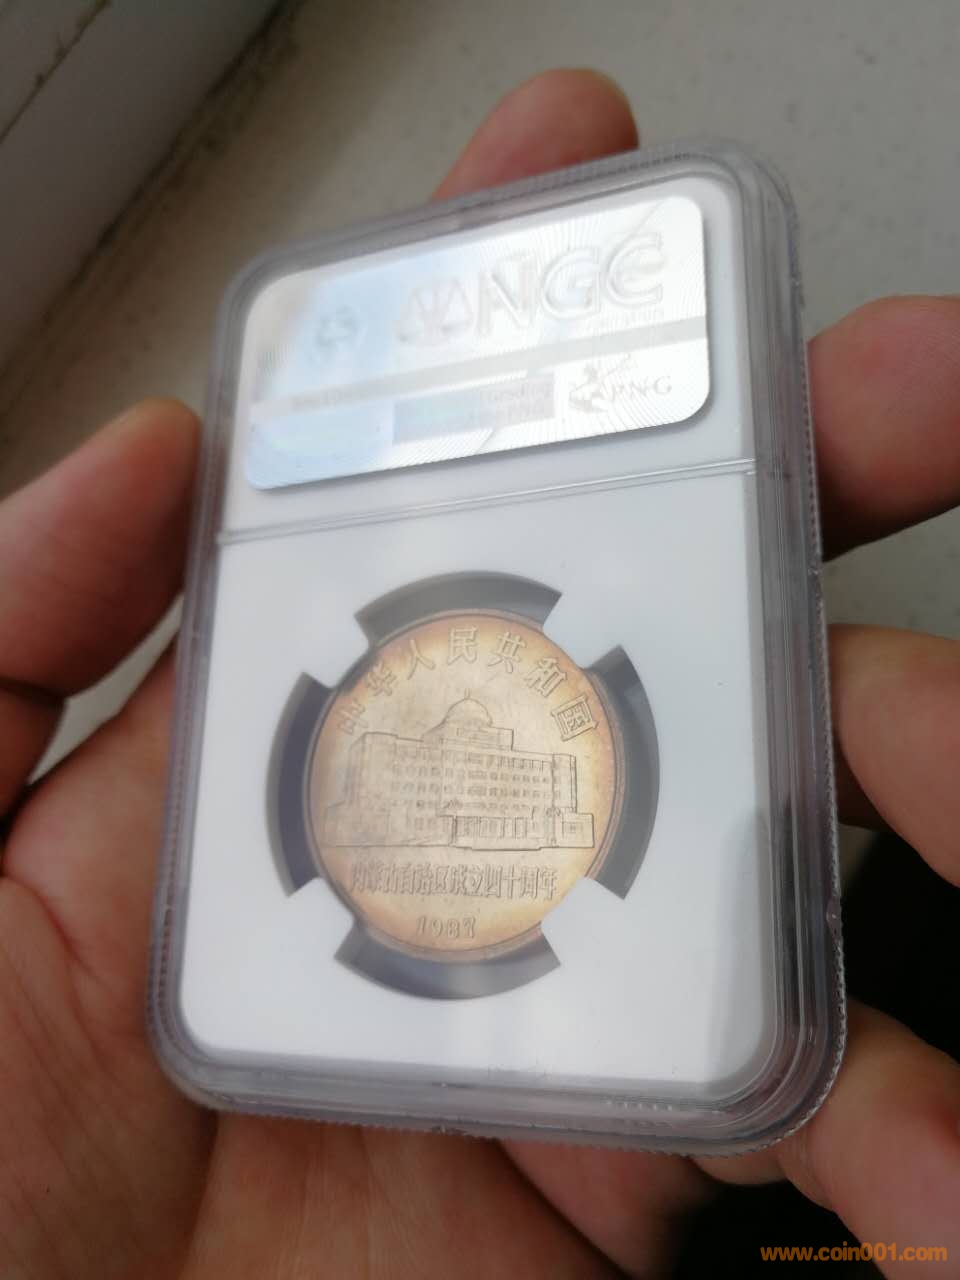 NGC
PNG
中华人民共和国
内蒙古自治区成立四十周年
1987
www.coin001.com